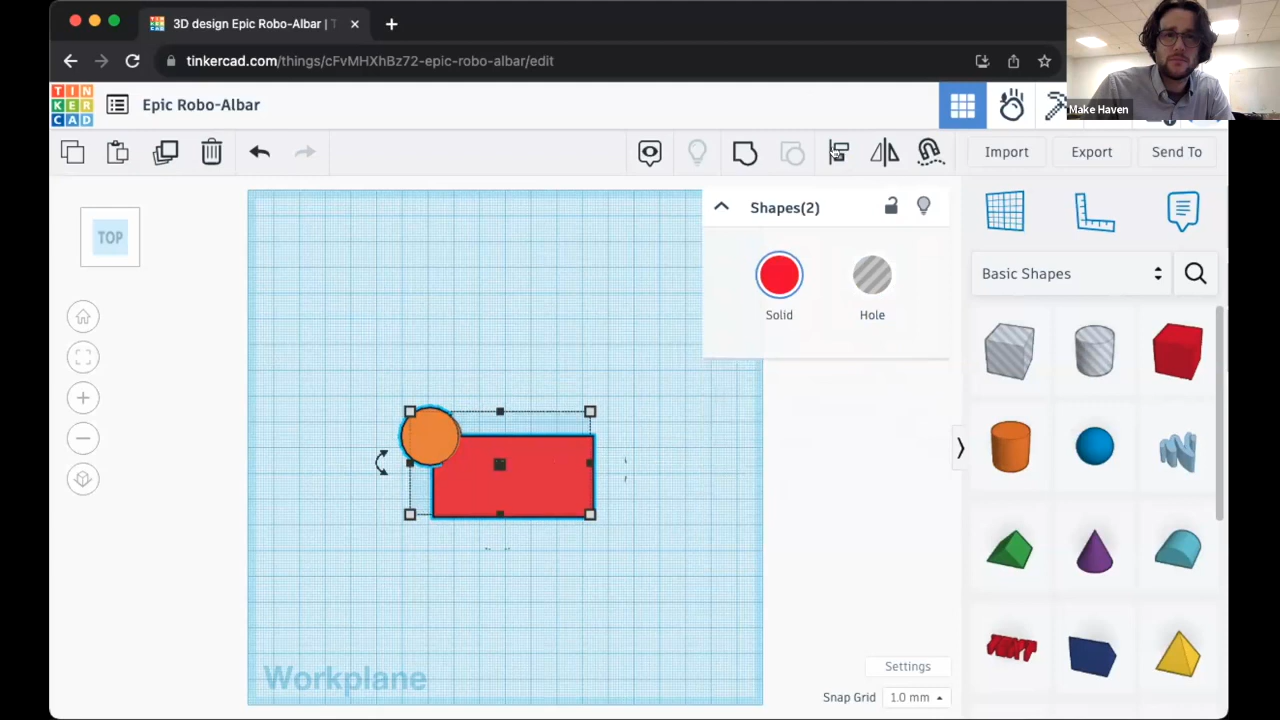 3D design Epic Robo-Albar | T
tinkercad.com/things/cFvMHXhBz72-epic-robo-albar/edit
Make Haven
TIN
KER
CAD
Epic Robo-Albar
Import
Export
Send To
TOP
Shapes(2)
Solid
Hole
Basic Shapes
TEXT
Workplane
Settings
Snap Grid
1.0 mm